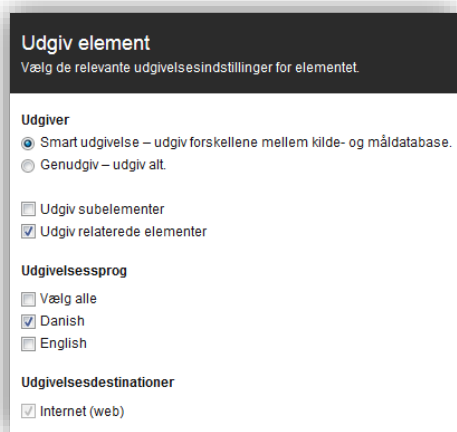 Udgiv element
Vælg de relevante udgivelsesindstillinger for elementet.
Udgiver
Smart udgivelse – udgiv forskellene mellem kilde- og måldatabase.
Genudgiv – udgiv alt.
Udgiv subelementer
Udgiv relaterede elementer
Udgivelsessprog
Vælg alle
Danish
English
Udgivelsesdestinationer
Internet (web)